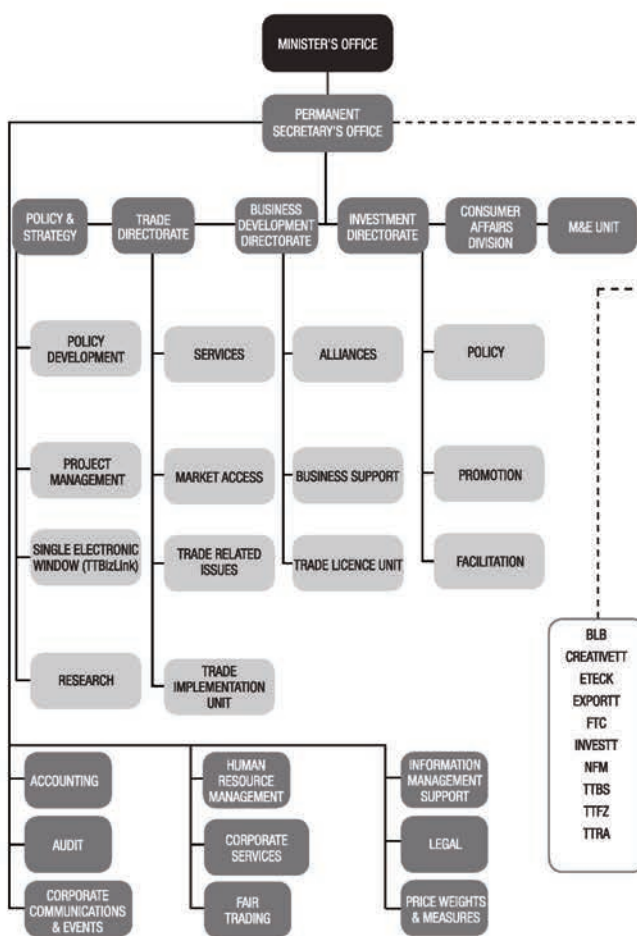 MINISTER'S OFFICE
PERMANENT
SECRETARY'S OFFICE
POLICY &
STRATEGY
TRADE
DIRECTORATE
BUSINESS
DEVELOPMENT
DIRECTORATE
INVESTMENT
DIRECTORATE
CONSUMER
AFFAIRS
DIVISION
M&E UNIT
POLICY
DEVELOPMENT
SERVICES
ALLIANCES
POLICY
PROJECT
MANAGEMENT
MARKET ACCESS
BUSINESS SUPPORT
PROMOTION
SINGLE ELECTRONIC
WINDOW (TTBizLink)
TRADE RELATED
ISSUES
TRADE LICENCE UNIT
FACILITATION
RESEARCH
TRADE
IMPLEMENTATION
UNIT
BLB
CREATIVETT
ETECK
EXPORTT
FTC
INVESTT
NFM
TTBS
TTFZ
TTRA
ACCOUNTING
HUMAN
RESOURCE
MANAGEMENT
INFORMATION
MANAGEMENT
SUPPORT
AUDIT
CORPORATE
SERVICES
LEGAL
CORPORATE
COMMUNICATIONS
& EVENTS
FAIR
TRADING
PRICE WEIGHTS
& MEASURES